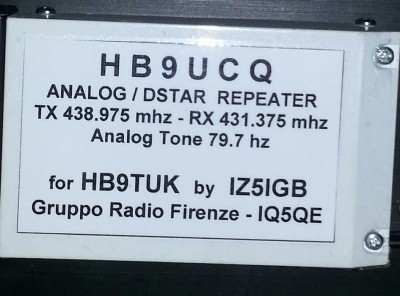 HB9UCQ
ANALOG / DSTAR REPEATER
TX 438.975 mhz - RX 431.375 mhz
Analog Tone 79.7 hz
for HB9TUK by IZ5IGB
Gruppo Radio Firenze - IQ5QE